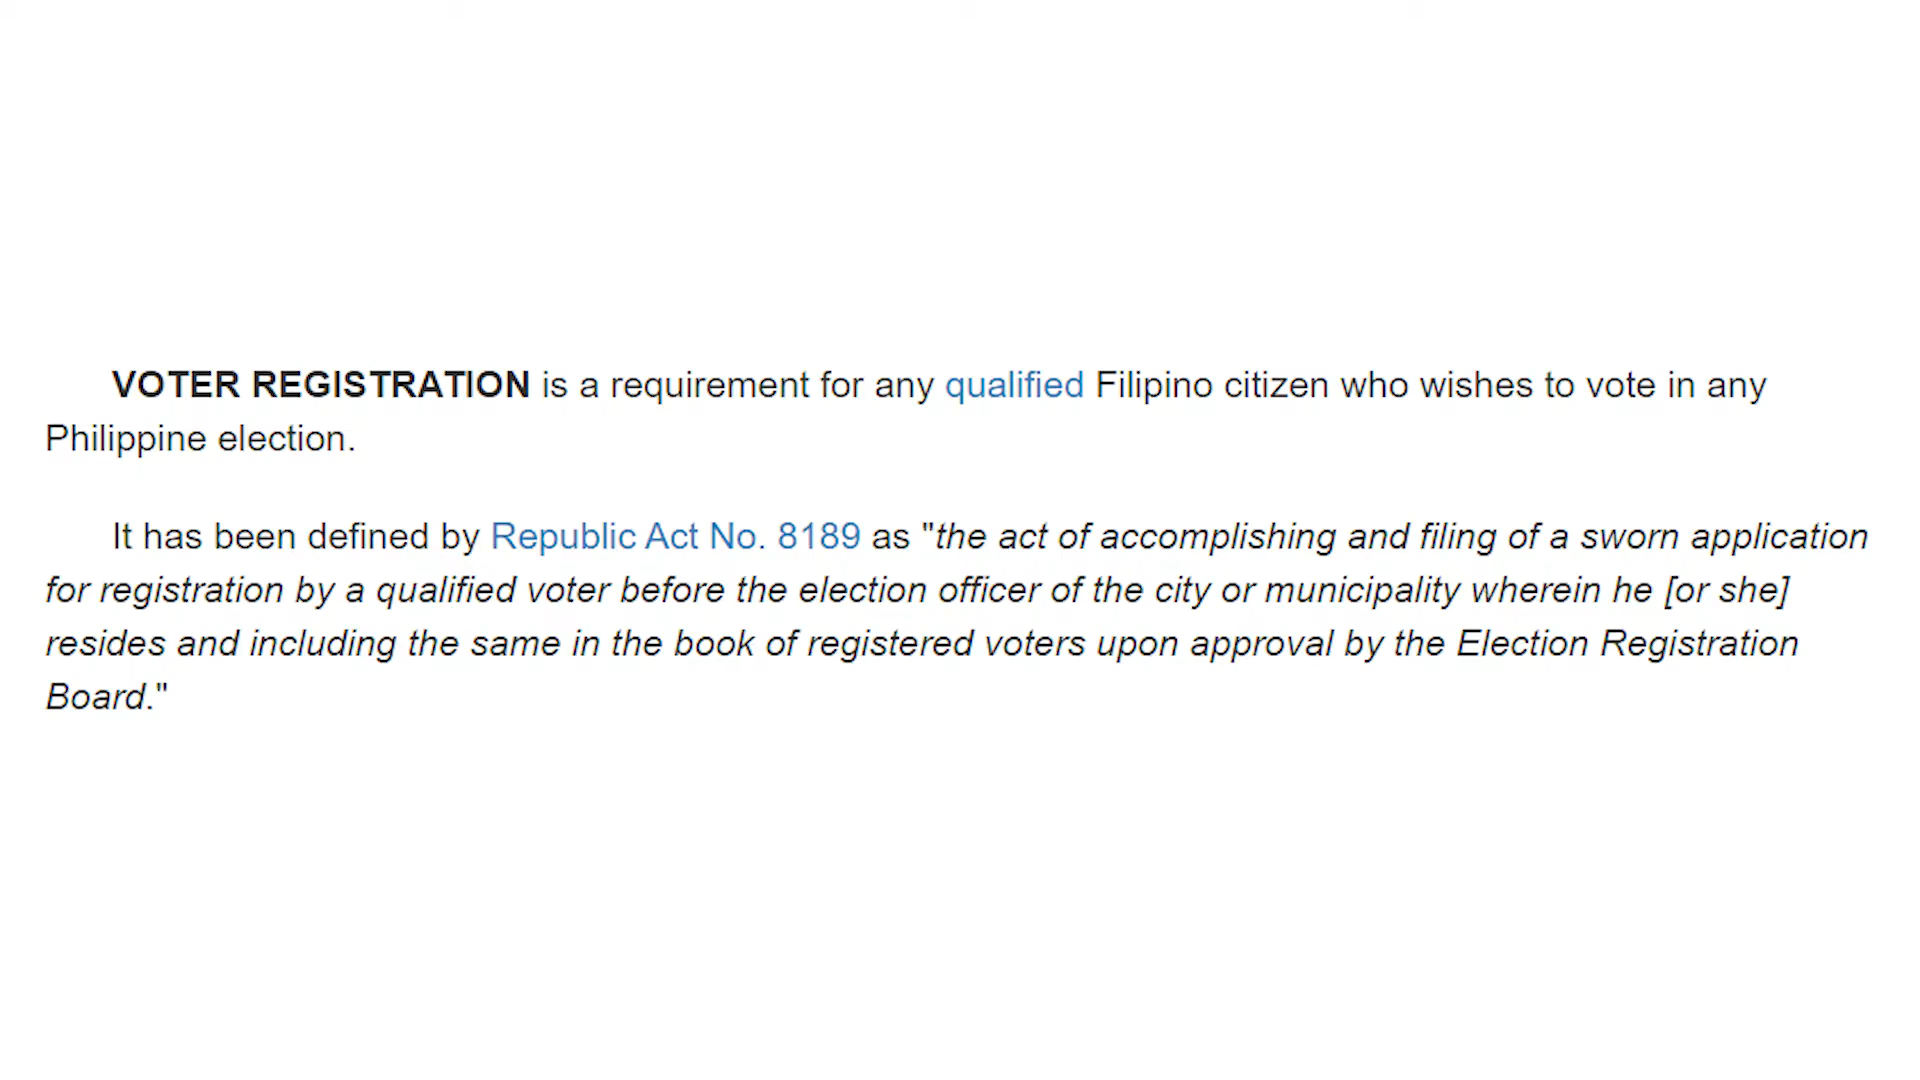 VOTER REGISTRATION is a requirement for any qualified Filipino citizen who wishes to vote in any
Philippine election.
It has been defined by Republic Act No. 8189 as "the act of accomplishing and filing of a sworn application
for registration by a qualified voter before the election officer of the city or municipality wherein he [or she]
resides and including the same in the book of registered voters upon approval by the Election Registration
Board."